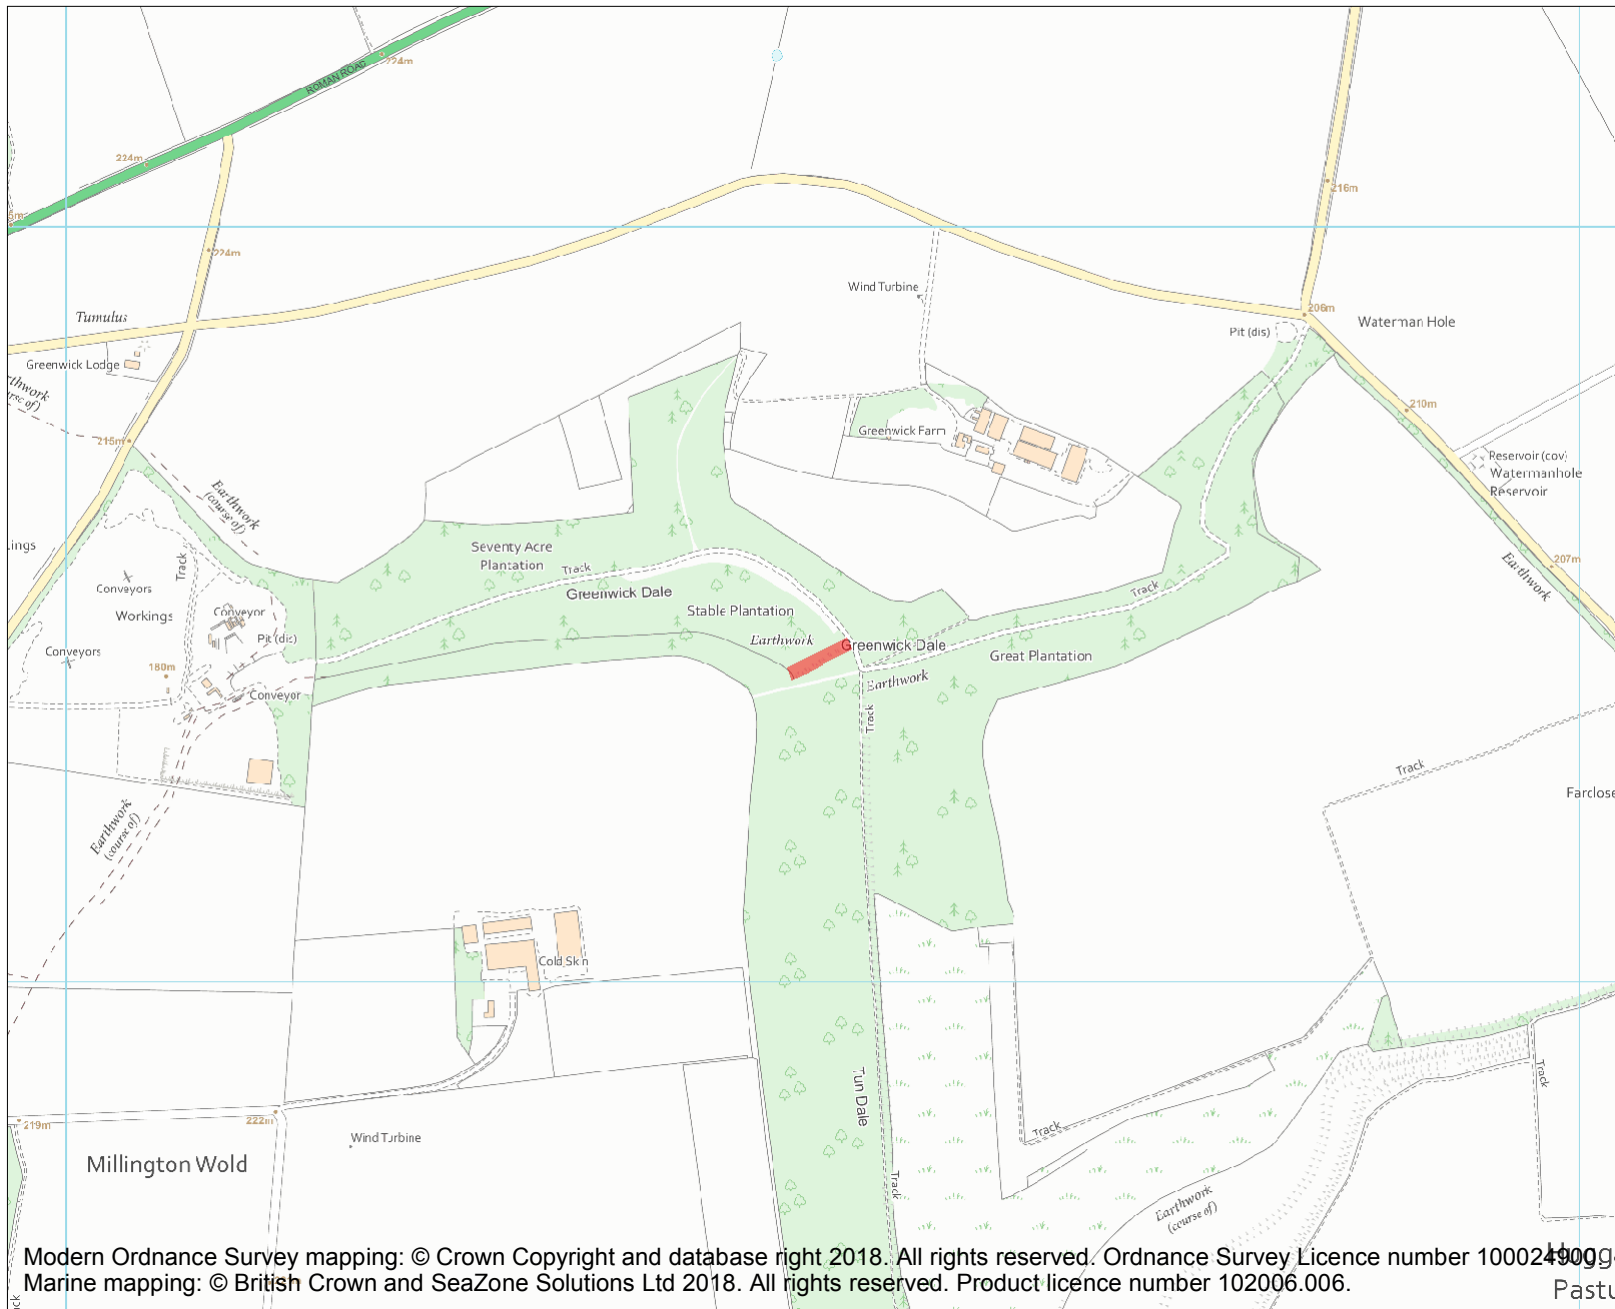 ROMAN ROAD
224m
224m
5m
224m
216m
Wind Turbine
206m
Tumulus
Waterman Hole
Pit (dis)
Greenwick Lodge
210m
Greenwick Farm
215m
Reservoir (cov)
Watermanhole
Reservoir
Earthwork
(course of)
Seventy Acre
Plantation
Track
Track
207m
Earthwork
Conveyors
Greenwick Dale
Track
Workings
Conveyor
Stable Plantation
Pit (dis)
Earthwork
Greenwick Dale
Conveyors
Great Plantation
180m
Earthwork
Conveyor
Track
Track
Farclose
Earthwork
(course of)
Cold Skin
Track
Tun Dale
219m
222m
Wind Turbine
Track
Millington Wold
Track
Earthwork
(course of)
Modern Ordnance Survey mapping: © Crown Copyright and database right 2018. All rights reserved. Ordnance Survey Licence number 100024900.
Marine mapping: © British Crown and SeaZone Solutions Ltd 2018. All rights reserved. Product licence number 102006.006.
Pastu